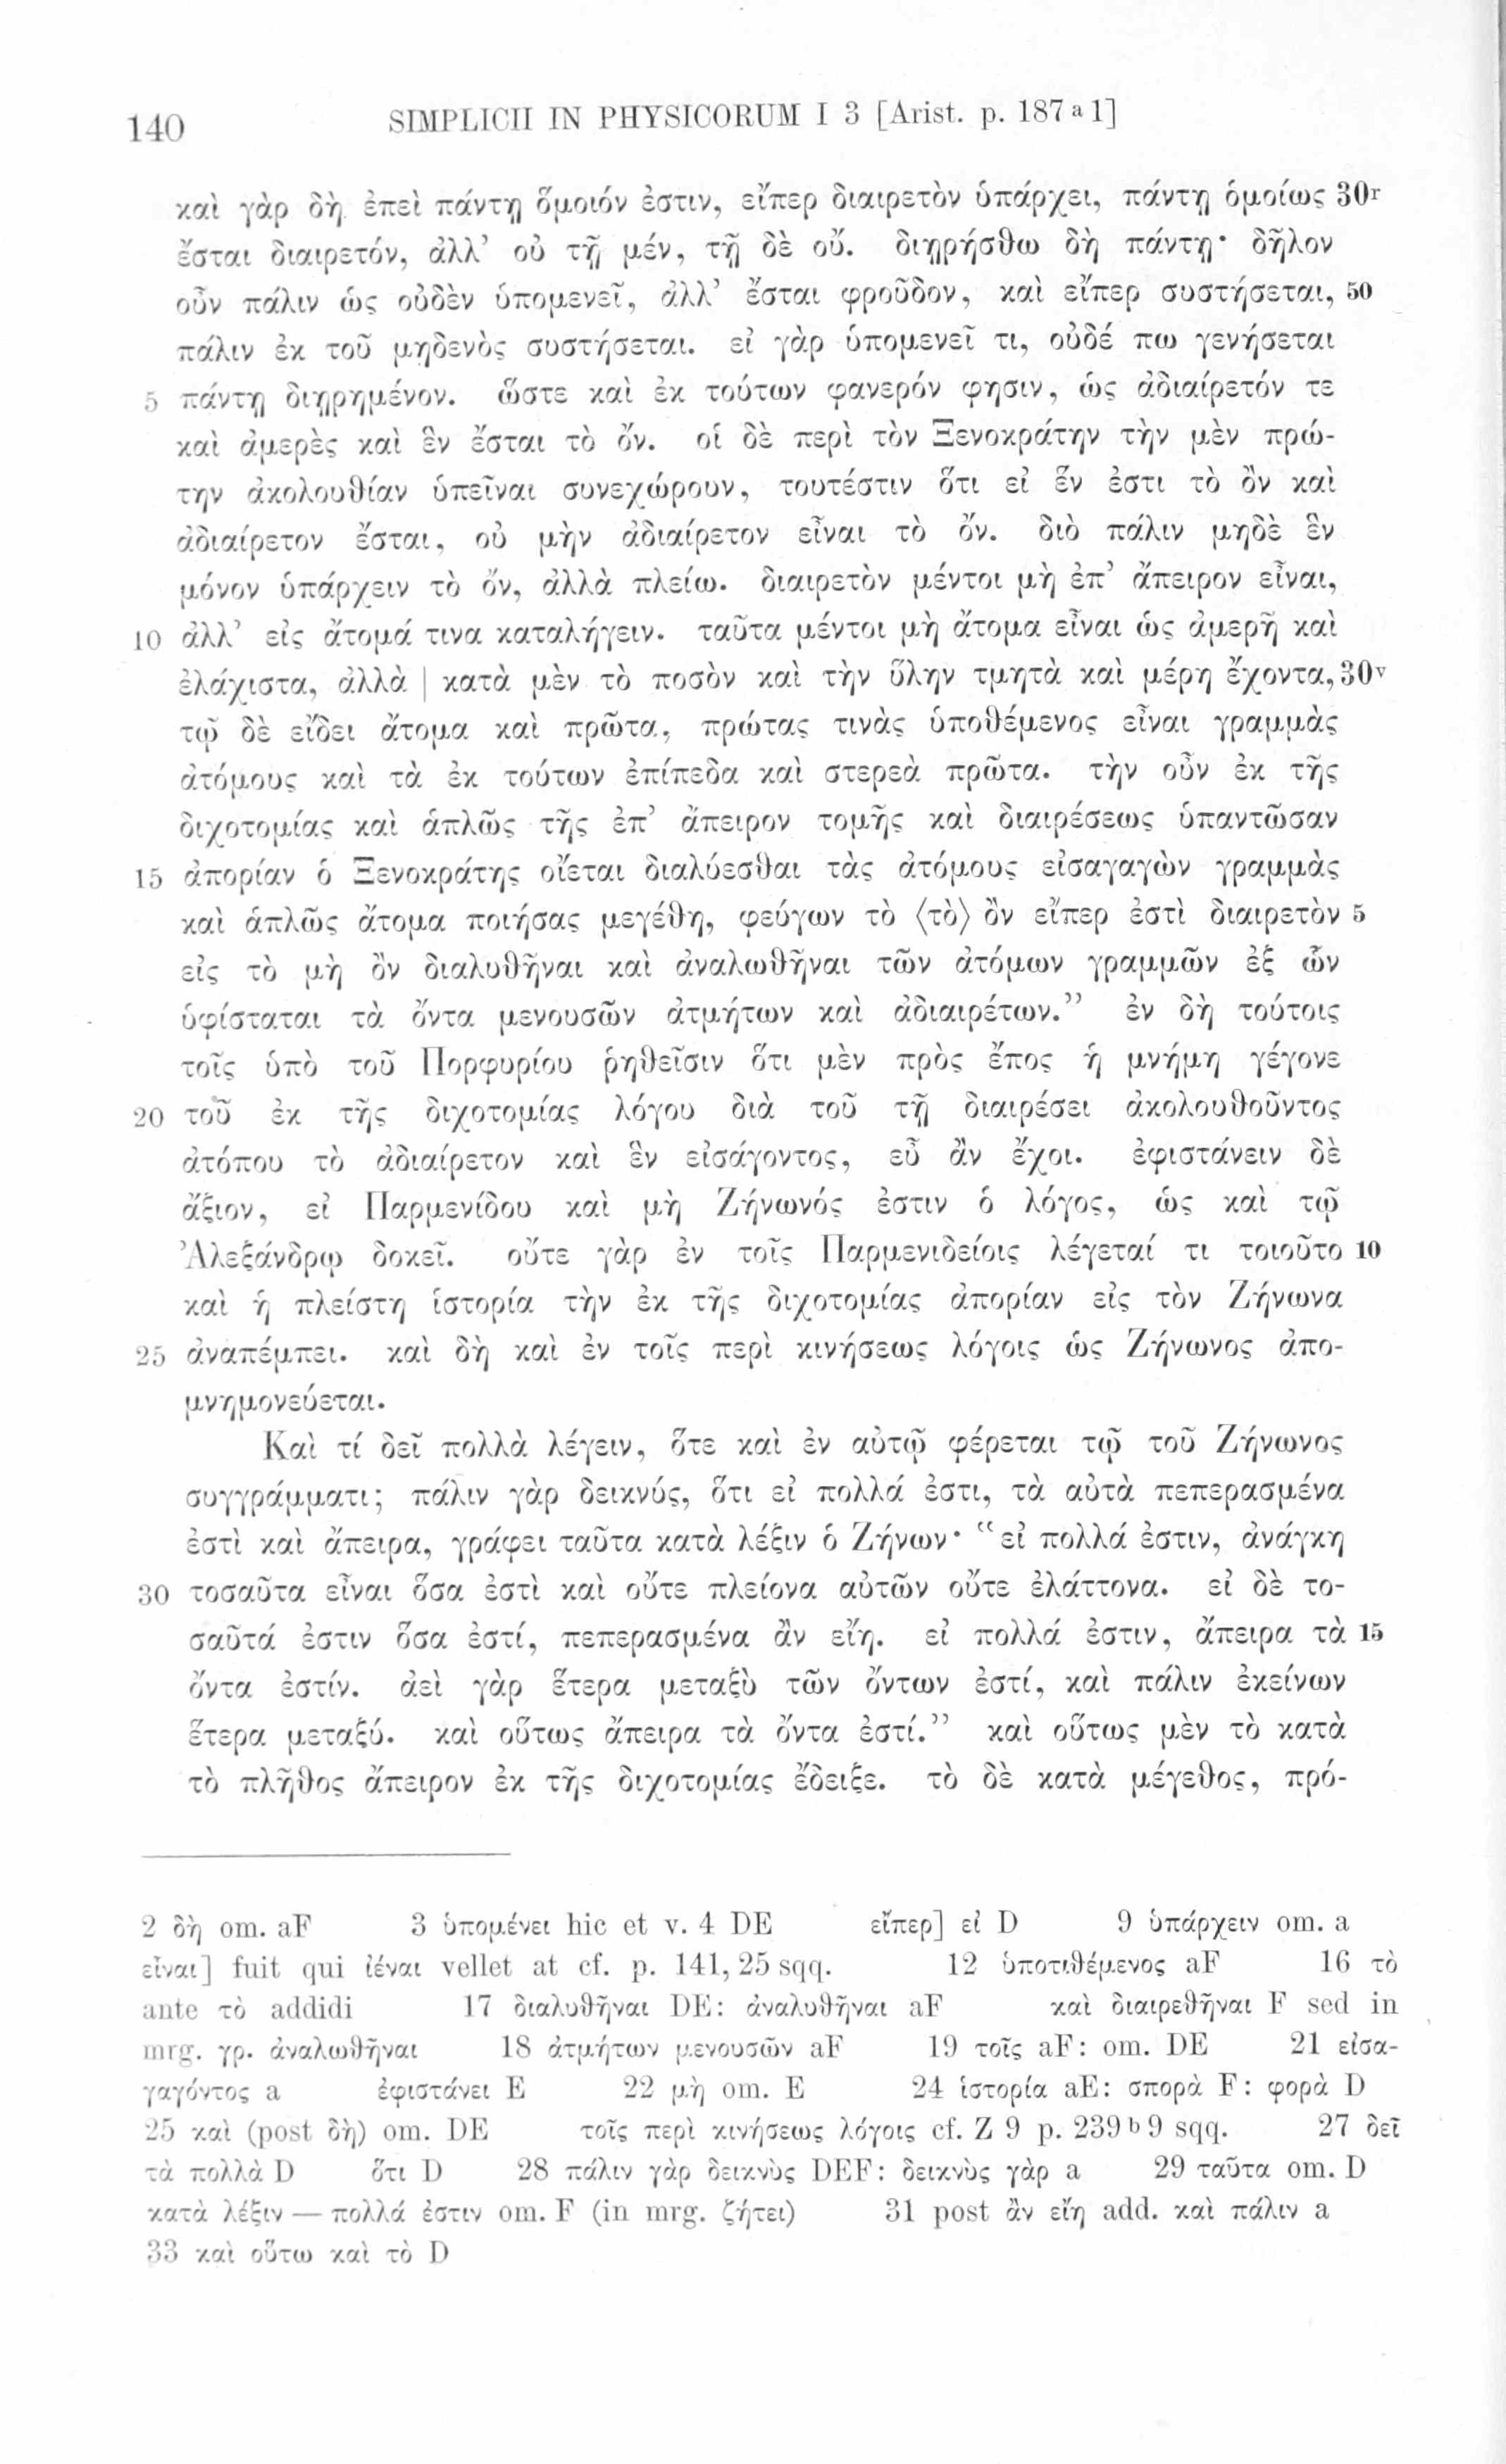 140 SIMPLICII IN PHYSICORUM I 3 [Arist. p. 187 a 1]
καὶ γὰρ δὴ ἐπεὶ πάντῃ ὅμοιόν ἐστιν, εἴπερ διαιρετὸν ὑπάρχει, πάντῃ ὁμοίως 30r
ἔσται διαιρετόν, ἀλλ’ οὐ τῇ μέν, τῇ δὲ οὔ. διῃρήσθω δὴ πάντῃ· δῆλον
οὖν πάλιν ὡς οὐδὲν ὑπομενεῖ, ἀλλ’ ἔσται φροῦδον, καὶ εἴπερ συστήσεται, 50
πάλιν ἐκ τοῦ μηδενὸς συστήσεται. εἰ γὰρ ὑπομενεῖ τι, οὐδέ πω γενήσεται
5 πάντῃ διῃρημένον. ὥστε καὶ ἐκ τούτων φανερόν φησιν, ὡς ἀδιαίρετόν τε
καὶ ἀμερὲς καὶ ἓν ἔσται τὸ ὄν. οἱ δὲ περὶ τὸν Ξενοκράτην τὴν μὲν πρώ-
την ἀκολουθίαν ὑπεῖναι συνεχώρουν, τουτέστιν ὅτι εἰ ἕν ἐστι τὸ ὂν καὶ
ἀδιαίρετον ἔσται, οὐ μὴν ἀδιαίρετον εἶναι τὸ ὄν. διὸ πάλιν μηδὲ ἓν
μόνον ὑπάρχειν τὸ ὄν, ἀλλὰ πλείω. διαιρετὸν μέντοι μὴ ἐπ’ ἄπειρον εἶναι,
10 ἀλλ’ εἰς ἄτομά τινα καταλήγειν. ταῦτα μέντοι μὴ ἄτομα εἶναι ὡς ἀμερῆ καὶ
ἐλάχιστα, ἀλλὰ | κατὰ μὲν τὸ ποσὸν καὶ τὴν ὕλην τμητὰ καὶ μέρη ἔχοντα, 30v
τῷ δὲ εἴδει ἄτομα καὶ πρῶτα, πρώτας τινὰς ὑποθέμενος εἶναι γραμμὰς
ἀτόμους καὶ τὰ ἐκ τούτων ἐπίπεδα καὶ στερεὰ πρῶτα. τὴν οὖν ἐκ τῆς
διχοτομίας καὶ ἁπλῶς τῆς ἐπ’ ἄπειρον τομῆς καὶ διαιρέσεως ὑπαντῶσαν
15 ἀπορίαν ὁ Ξενοκράτης οἴεται διαλύεσθαι τὰς ἀτόμους εἰσαγαγὼν γραμμὰς
καὶ ἁπλῶς ἄτομα ποιήσας μεγέθη, φεύγων τὸ ⟨τὸ⟩ ὂν εἴπερ ἐστὶ διαιρετὸν 5
εἰς τὸ μὴ ὂν διαλυθῆναι καὶ ἀναλωθῆναι τῶν ἀτόμων γραμμῶν ἐξ ὧν
ὑφίσταται τὰ ὄντα μενουσῶν ἀτμήτων καὶ ἀδιαιρέτων.” ἐν δὴ τούτοις
τοῖς ὑπὸ τοῦ Πορφυρίου ῥηθεῖσιν ὅτι μὲν πρὸς ἔπος ἡ μνήμη γέγονε
20 τοῦ ἐκ τῆς διχοτομίας λόγου διὰ τοῦ τῇ διαιρέσει ἀκολουθοῦντος
ἀτόπου τὸ ἀδιαίρετον καὶ ἓν εἰσάγοντος, εὖ ἂν ἔχοι. ἐφιστάνειν δὲ
ἄξιον, εἰ Παρμενίδου καὶ μὴ Ζήνωνός ἐστιν ὁ λόγος, ὡς καὶ τῷ
Ἀλεξάνδρῳ δοκεῖ. οὔτε γὰρ ἐν τοῖς Παρμενιδείοις λέγεταί τι τοιοῦτο 10
καὶ ἡ πλείστη ἱστορία τὴν ἐκ τῆς διχοτομίας ἀπορίαν εἰς τὸν Ζήνωνα
25 ἀναπέμπει. καὶ δὴ καὶ ἐν τοῖς περὶ κινήσεως λόγοις ὡς Ζήνωνος ἀπο-
μνημονεύεται.
Καὶ τί δεῖ πολλὰ λέγειν, ὅτε καὶ ἐν αὐτῷ φέρεται τῷ τοῦ Ζήνωνος
συγγράμματι; πάλιν γὰρ δεικνύς, ὅτι εἰ πολλά ἐστι, τὰ αὐτὰ πεπερασμένα
ἐστὶ καὶ ἄπειρα, γράφει ταῦτα κατὰ λέξιν ὁ Ζήνων· “εἰ πολλά ἐστιν, ἀνάγκη
30 τοσαῦτα εἶναι ὅσα ἐστὶ καὶ οὔτε πλείονα αὐτῶν οὔτε ἐλάττονα. εἰ δὲ το-
σαῦτά ἐστιν ὅσα ἐστί, πεπερασμένα ἂν εἴη. εἰ πολλά ἐστιν, ἄπειρα τὰ 15
ὄντα ἐστίν. ἀεὶ γὰρ ἕτερα μεταξὺ τῶν ὄντων ἐστί, καὶ πάλιν ἐκείνων
ἕτερα μεταξύ. καὶ οὕτως ἄπειρα τὰ ὄντα ἐστί.” καὶ οὕτως μὲν τὸ κατὰ
τὸ πλῆθος ἄπειρον ἐκ τῆς διχοτομίας ἔδειξε. τὸ δὲ κατὰ μέγεθος, πρό-
2 δὴ om. aF 3 ὑπομένει hic et v. 4 DE εἴπερ] εἰ D 9 ὑπάρχειν om. a
εἶναι] fuit qui ἰέναι vellet at cf. p. 141, 25 sqq. 12 ὑποτιθέμενος aF 16 τὸ
ante τὸ addidi 17 διαλυθῆναι DE: ἀναλυθῆναι aF καὶ διαιρεθῆναι F sed in
mrg. γρ. ἀναλωθῆναι 18 ἀτμήτων μενουσῶν aF 19 τοῖς aF: om. DE 21 εἰσα-
γαγόντος a ἐφιστάνει E 22 μὴ om. E 24 ἱστορία aE: σπορὰ F: φορὰ D
25 καὶ (post δὴ) om. DE τοῖς περὶ κινήσεως λόγοις cf. Z 9 p. 239 b 9 sqq. 27 δεῖ
τὰ πολλὰ D ὅτι D 28 πάλιν γὰρ δεικνὺς DEF: δεικνὺς γὰρ a 29 ταῦτα om. D
κατὰ λέξιν — πολλά ἐστιν om. F (in mrg. ζήτει) 31 post ἂν εἴη add. καὶ πάλιν a
33 καὶ οὕτω καὶ τὸ D